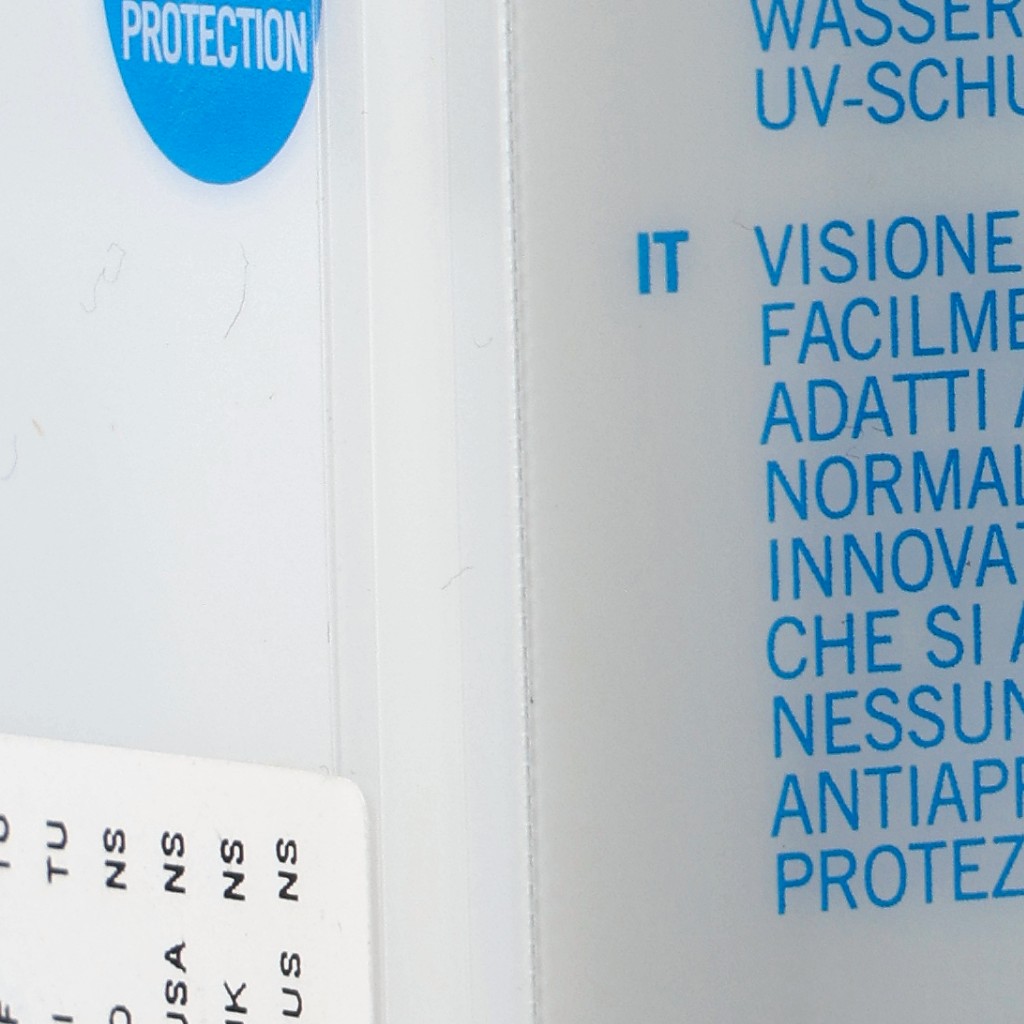 PROTECTION
WASSER
UV-SCHU
IT VISIONE
FACILME
ADATTI A
NORMAL
INNOVAT
CHE SI A
NESSUN
ANTIAPP
PROTEZ
TU
NS
USA NS
UK NS
US NS